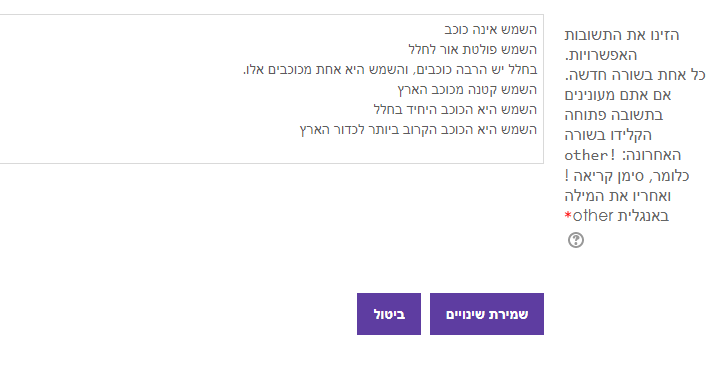 הזינו את התשובות
האפשרויות.
כל אחת בשורה חדשה.
אם אתם מעונינים
בתשובה פתוחה
הקלידו בשורה
האחרונה: !other
כלומר, סימן קריאה !
ואחריו את המילה
באנגלית other*
השמש אינה כוכב
השמש פולטת אור לחלל
בחלל יש הרבה כוכבים, והשמש היא אחת מכוכבים אלו.
השמש קטנה מכוכב הארץ
השמש היא הכוכב היחיד בחלל
השמש היא הכוכב הקרוב ביותר לכדור הארץ
שמירת שינויים
ביטול